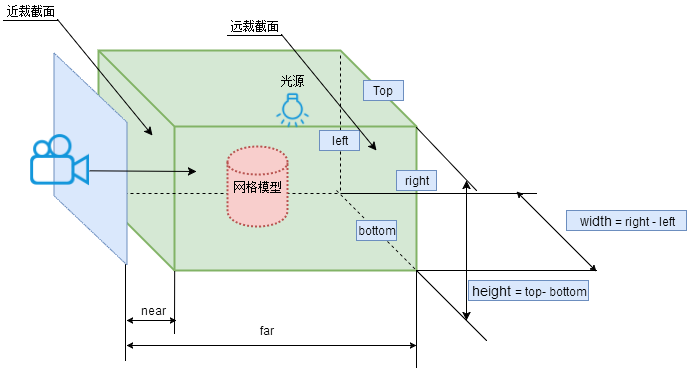 近裁截面
远裁截面
光源
Top
left
网格模型
right
width = right - left
bottom
height = top- bottom
near
far